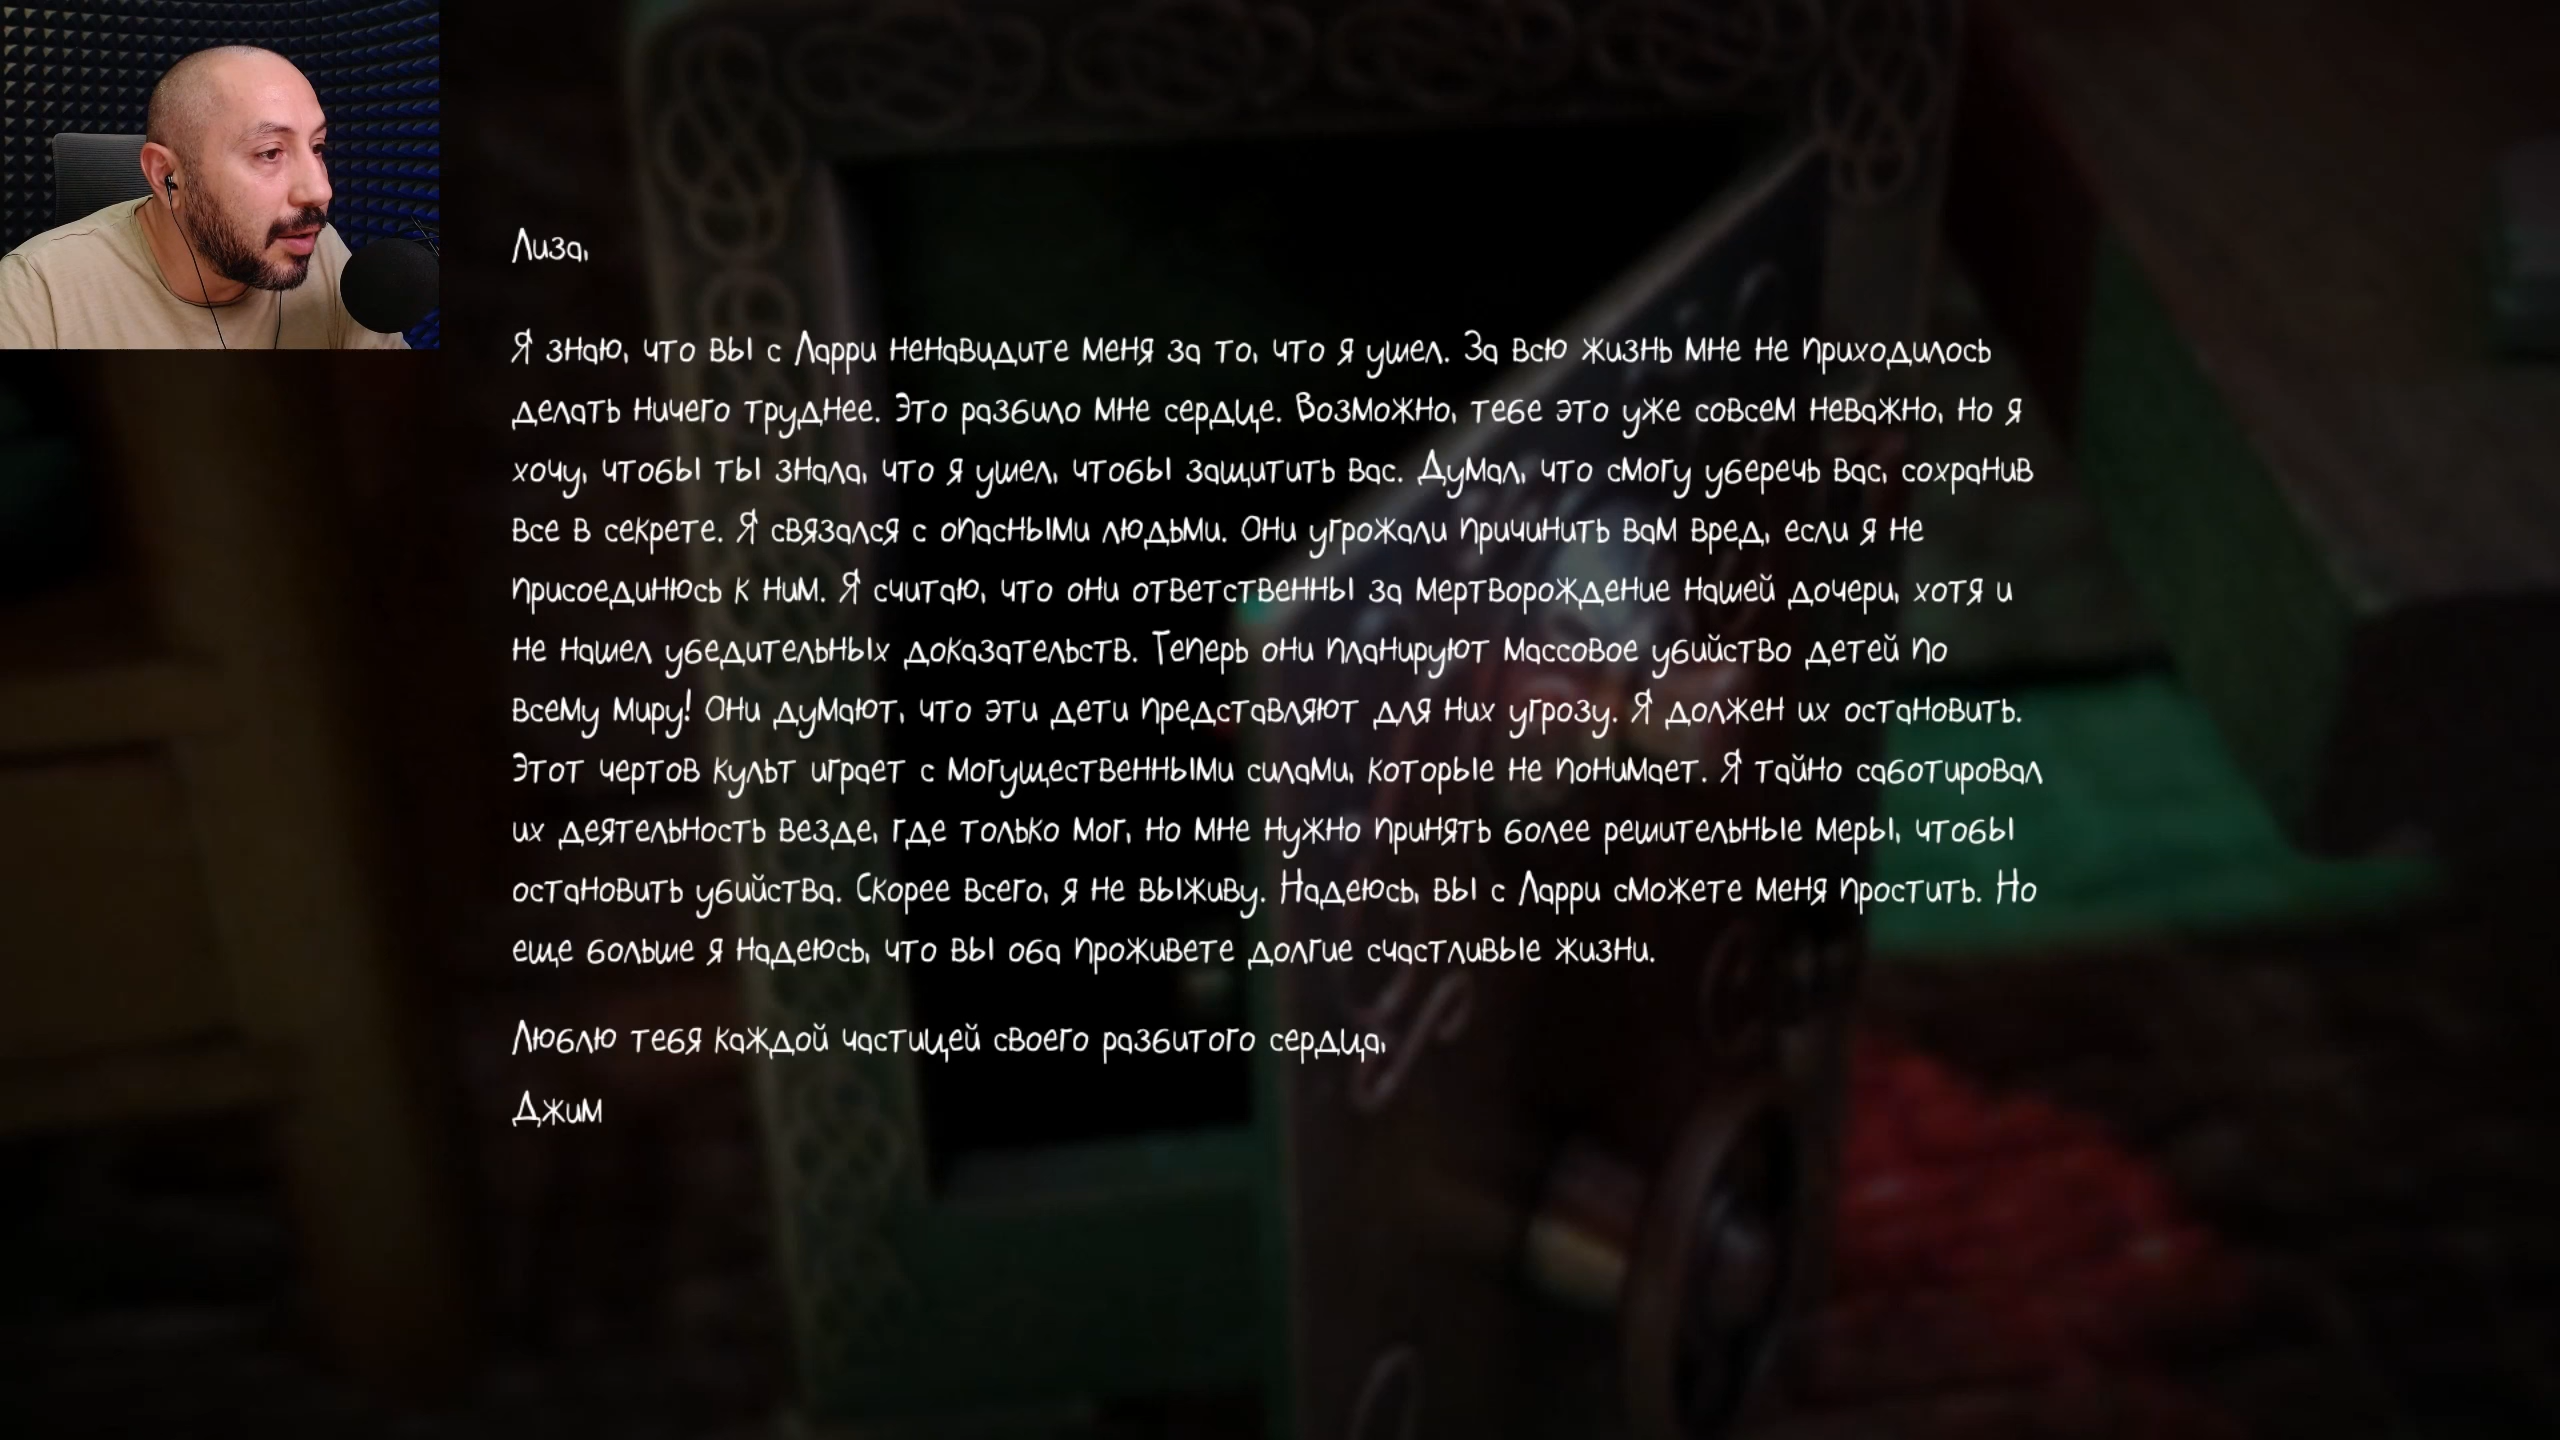 Лиза,
Я знаю, что вы с Ларри ненавидите меня за то, что я ушел. За всю жизнь мне не приходилось
делать ничего труднее. Это разбило мне сердце. Возможно, тебе это уже совсем неважно, но я
хочу, чтобы ты знала, что я ушел, чтобы защитить вас. Думал, что смогу уберечь вас, сохранив
все в секрете. Я связался с опасными людьми. Они угрожали причинить вам вред, если я не
присоединюсь к ним. Я считаю, что они ответственны за мертворождение нашей дочери, хотя и
не нашел убедительных доказательств. Теперь они планируют массовое убийство детей по
всему миру! Они думают, что эти дети представляют для них угрозу. Я должен их остановить.
Этот чертов культ играет с могущественными силами, которые не понимает. Я тайно саботировал
их деятельность везде, где только мог, но мне нужно принять более решительные меры, чтобы
остановить убийства. Скорее всего, я не выживу. Надеюсь, вы с Ларри сможете меня простить. Но
еще больше я надеюсь, что вы оба проживете долгие счастливые жизни.
Люблю тебя каждой частицей своего разбитого сердца,
Джим